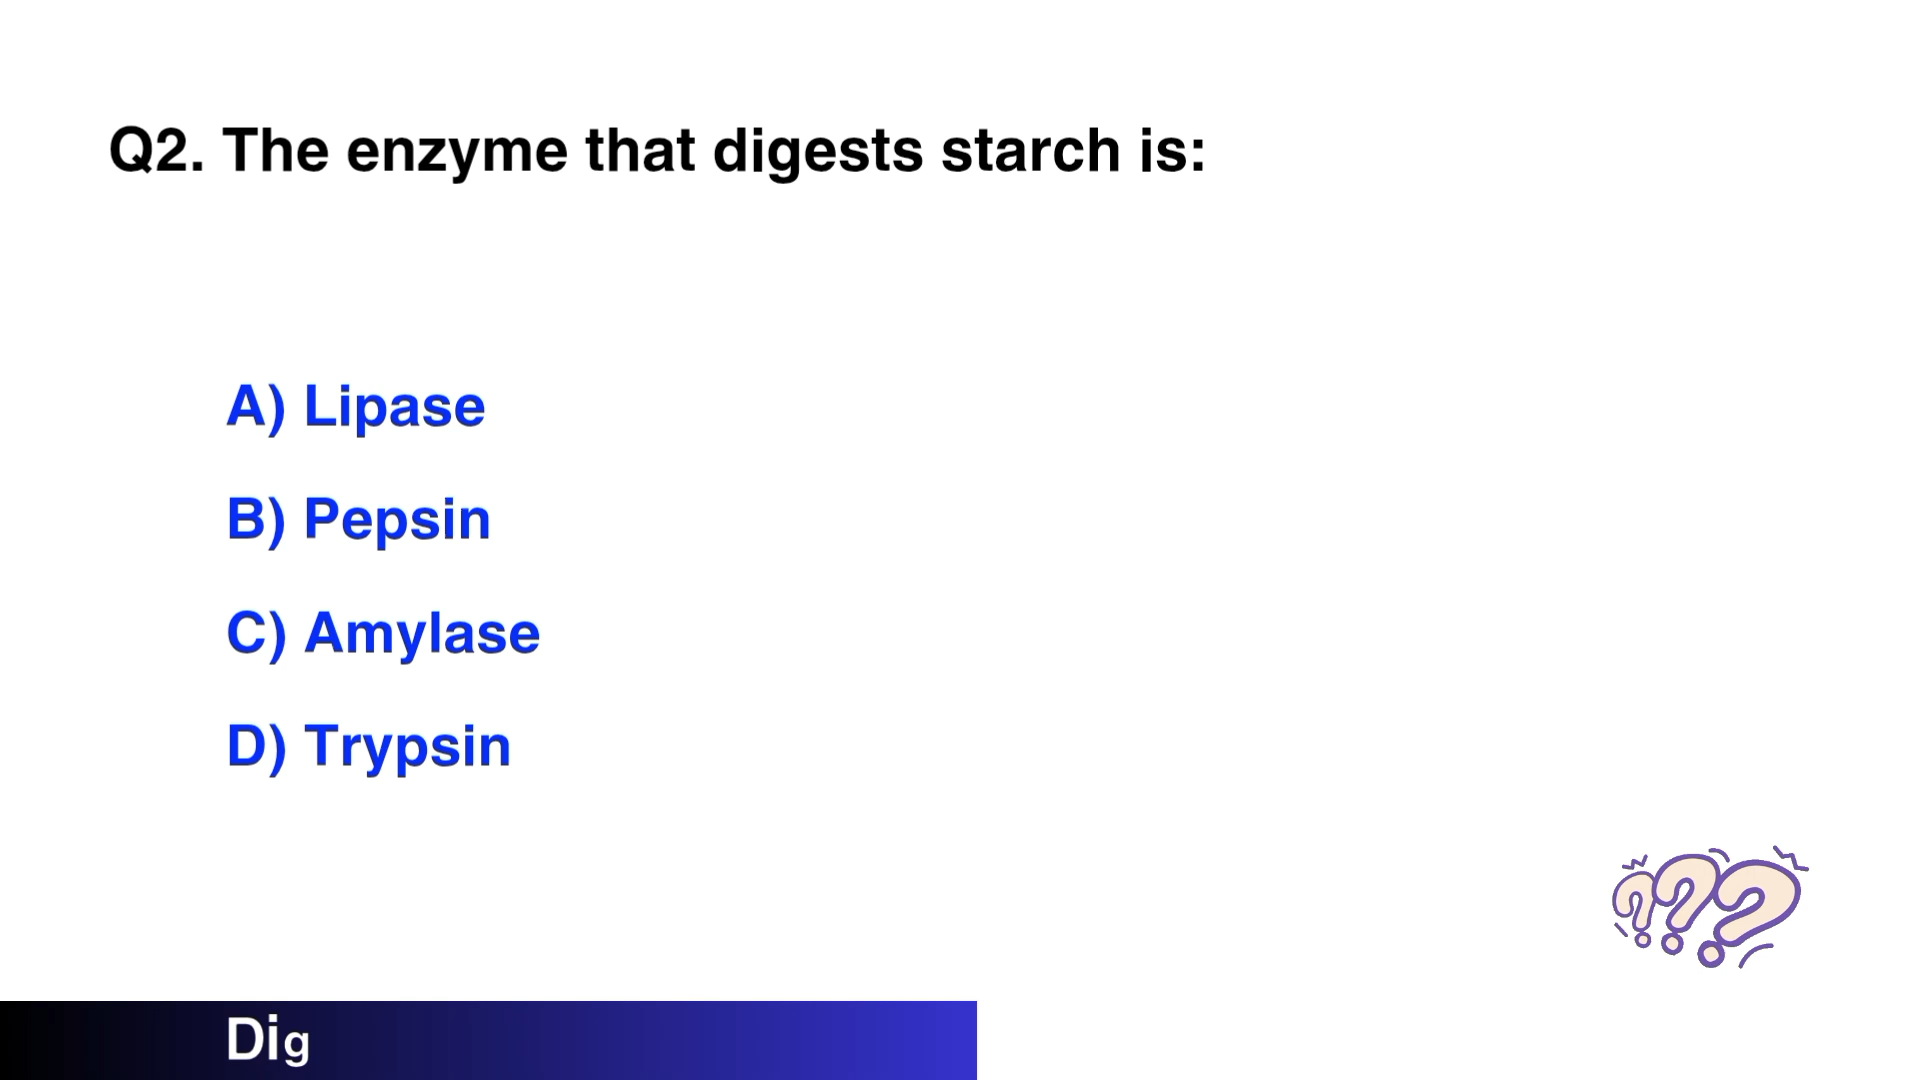 Q2. The enzyme that digests starch is:
A) Lipase
B) Pepsin
C) Amylase
D) Trypsin
Dig